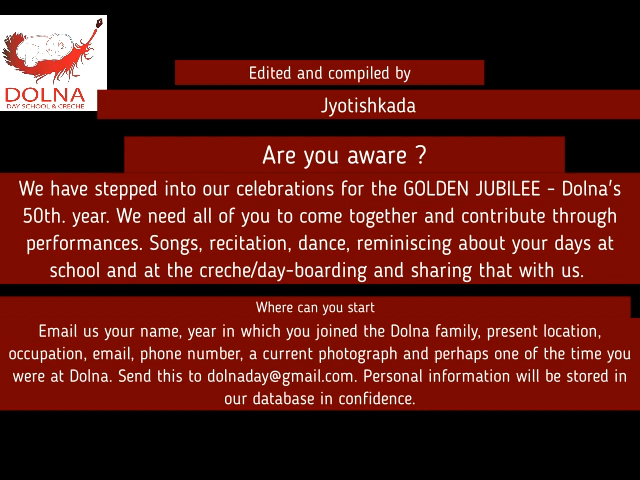 DOLNA
DAY SCHOOL & CRECHE
Edited and compiled by
Jyotishkada
Are you aware ?
We have stepped into our celebrations for the GOLDEN JUBILEE - Dolna's
50th. year. We need all of you to come together and contribute through
performances. Songs, recitation, dance, reminiscing about your days at
school and at the creche/day-boarding and sharing that with us.
Where can you start
Email us your name, year in which you joined the Dolna family, present location,
occupation, email, phone number, a current photograph and perhaps one of the time you
were at Dolna. Send this to dolnaday@gmail.com. Personal information will be stored in
our database in confidence.